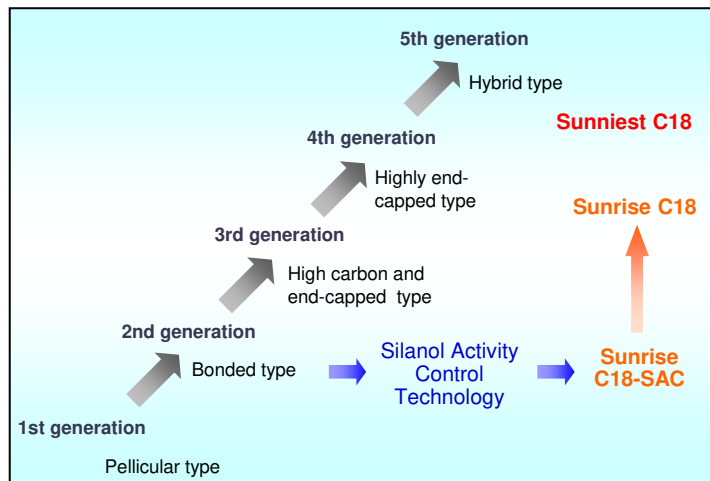 5th generation
Hybrid type
Sunniest C18
4th generation
Highly end-
capped type
Sunrise C18
3rd generation
High carbon and
end-capped type
2nd generation
Bonded type
Silanol Activity
Control
Technology
Sunrise
C18-SAC
1st generation
Pellicular type